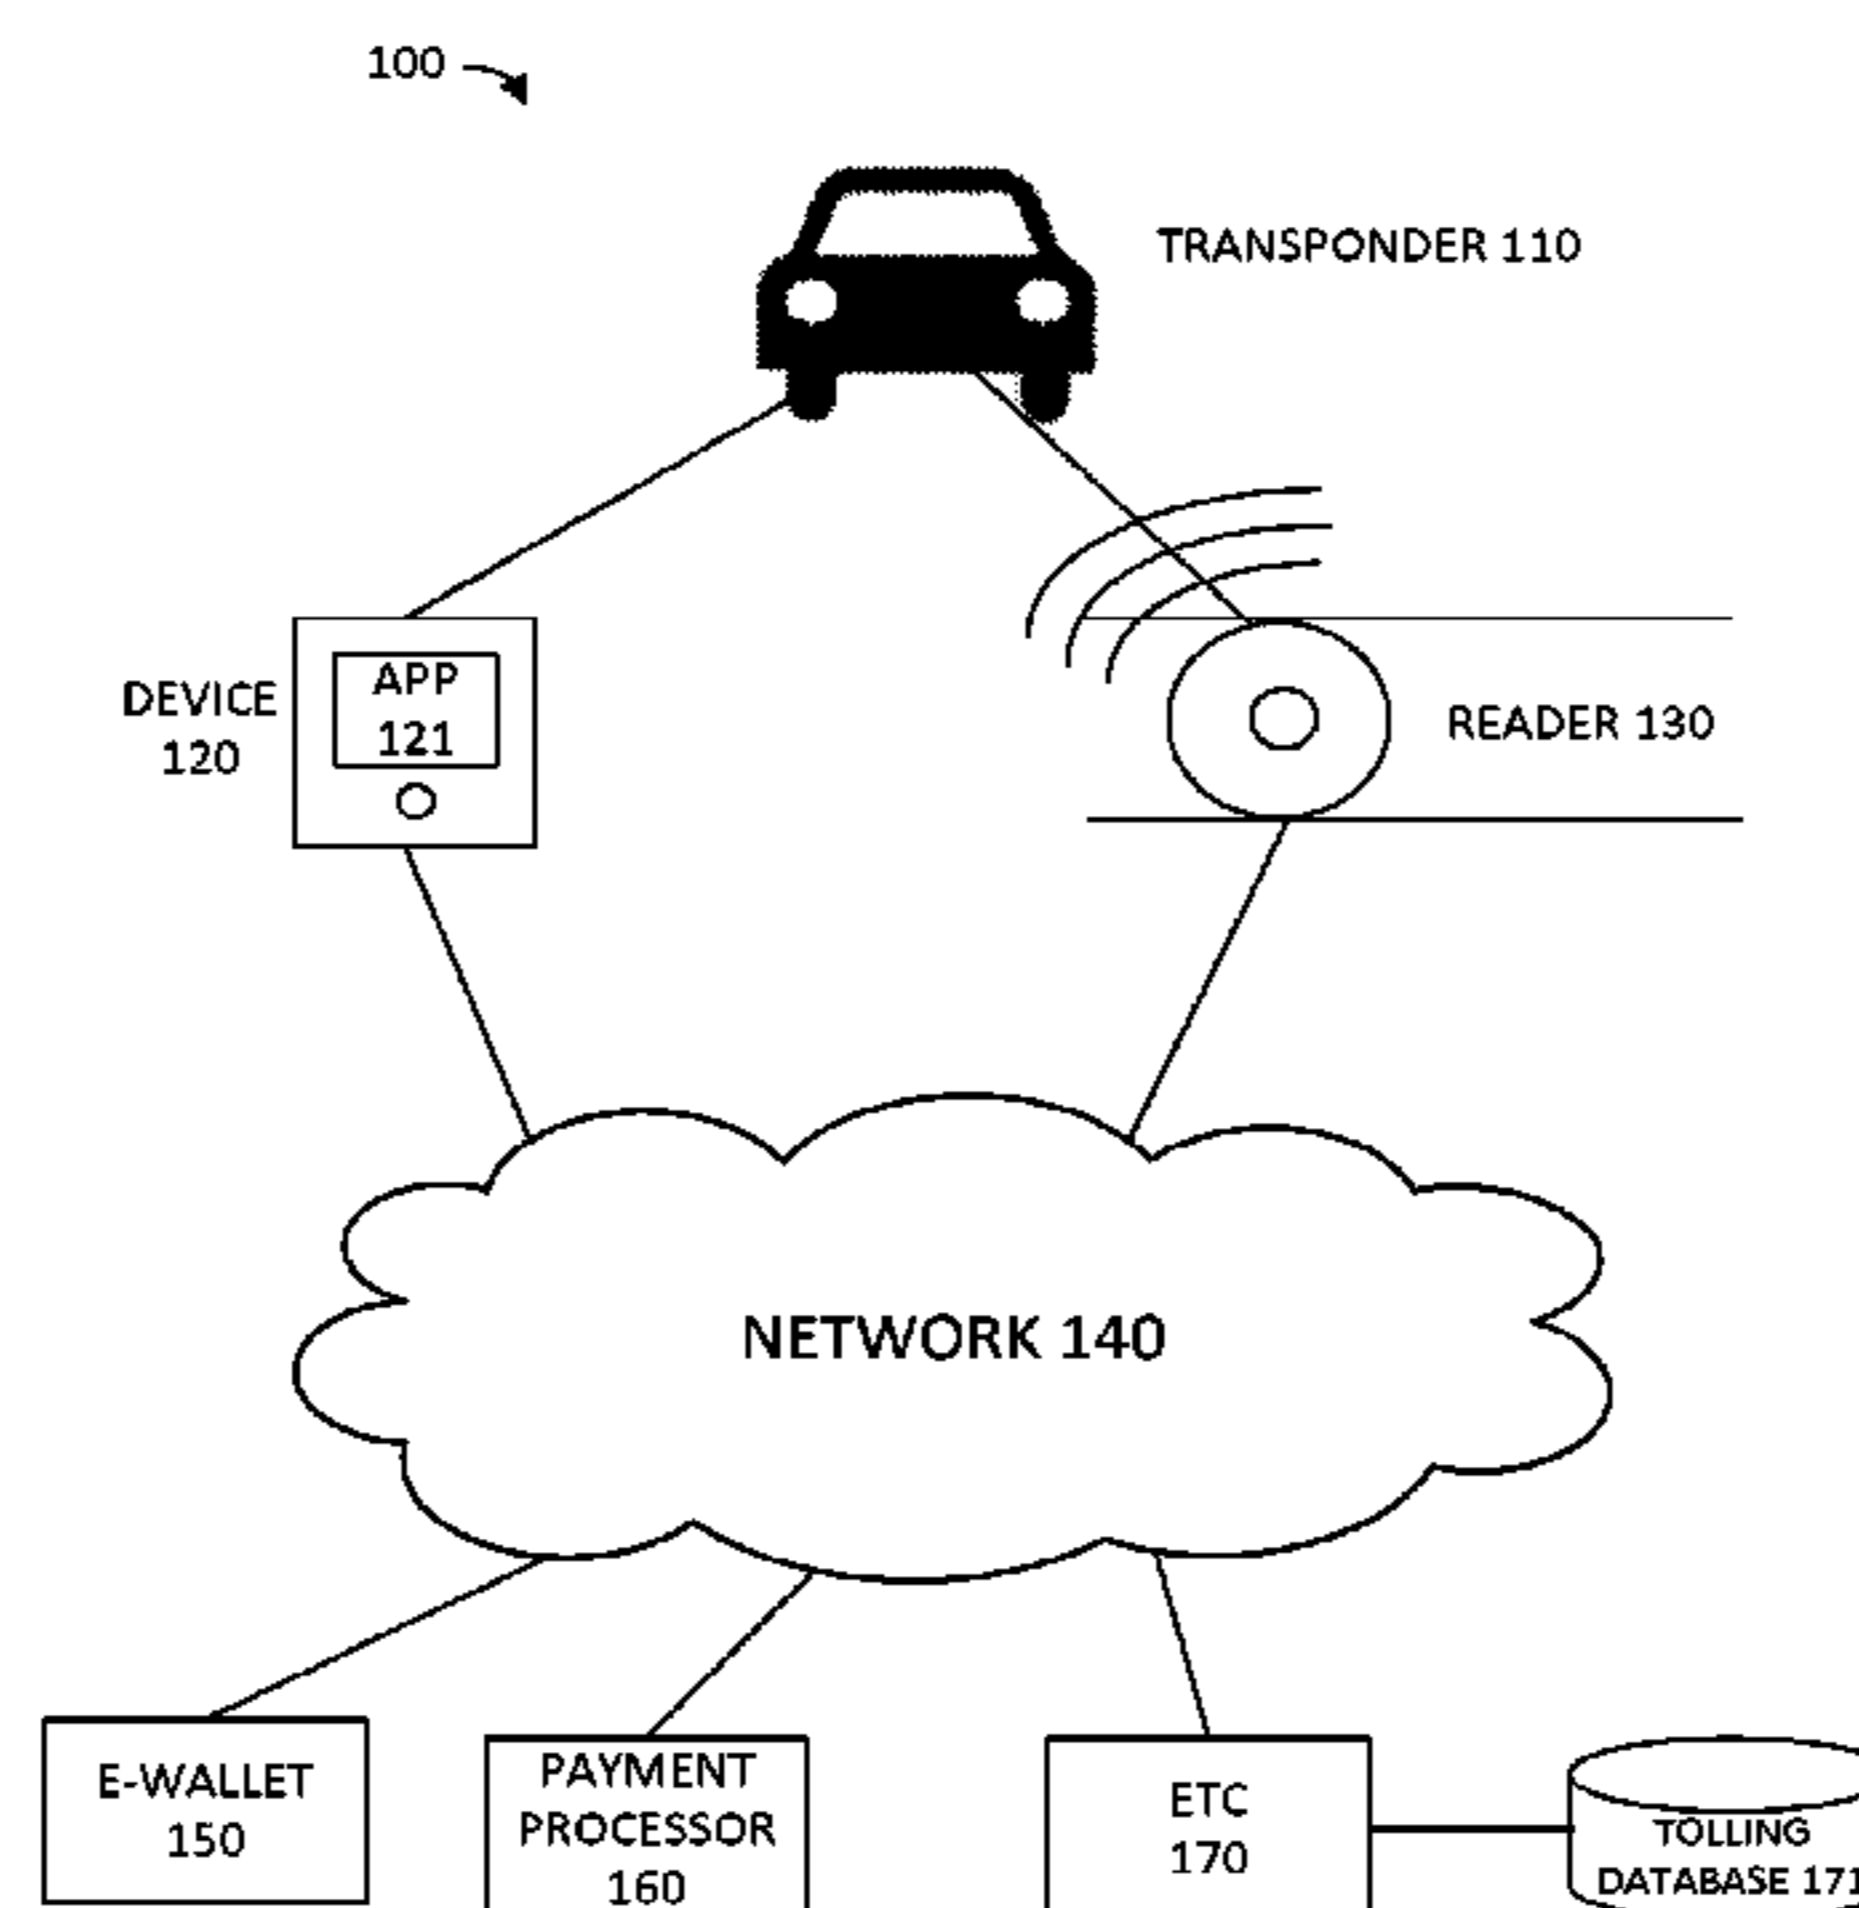 100
TRANSPONDER 110
DEVICE
120
APP
121
READER 130
NETWORK 140
E-WALLET
150
PAYMENT
PROCESSOR
160
ETC
170
TOLLING
DATABASE 171